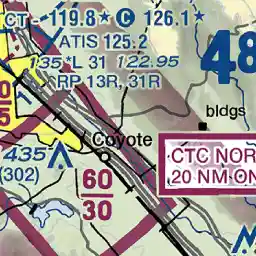 CT - 119.8★ C 126.1★
ATIS 125.2
135 *L 31 122.95
RP 13R, 31R
48
bldgs
Coyote
435
(302)
CTC NOR
20 NM ON
60
30